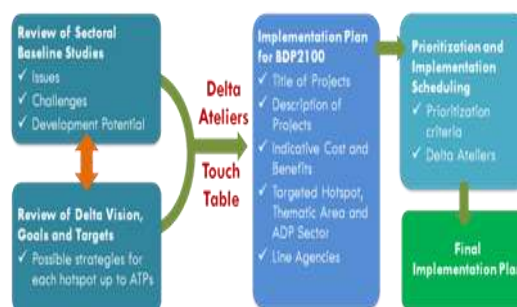 Review of Sectoral
Baseline Studies
✓ Issues
✓ Challenges
✓ Development Potential
Review of Delta Vision,
Goals and Targets
✓ Possible strategies for
each hotspot up to ATPs
Delta
Ateliers
Touch
Table
Implementation Plan
for BDP2100
✓ Title of Projects
✓ Description of
Projects
✓ Indicative Cost and
Benefits
✓ Targeted Hotspot,
Thematic Area and
ADP Sector
✓ Line Agencies
Prioritization and
Implementation
Scheduling
✓ Prioritization
criteria
✓ Delta Ateliers
Final
Implementation Plan